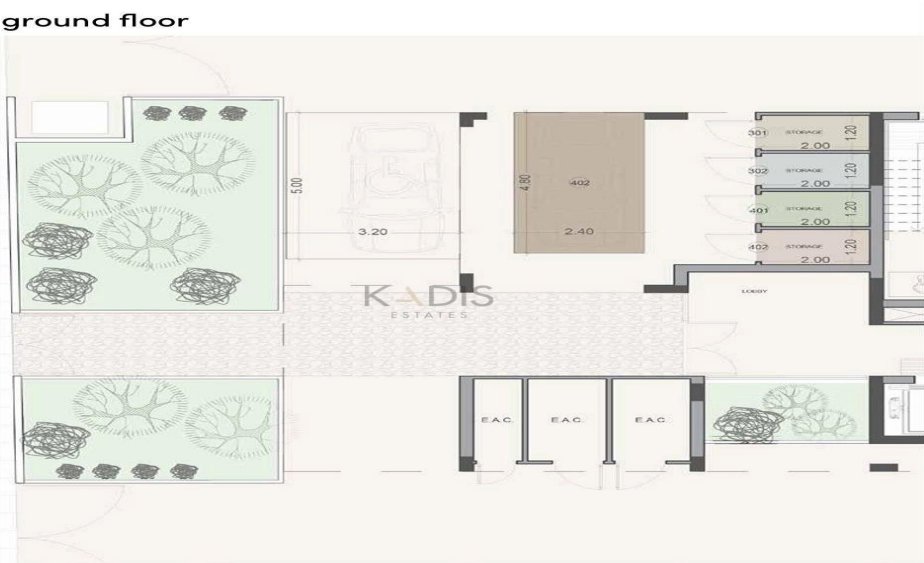 ground floor
301 STORAGE 1.20
2.00
302 STORAGE 1.20
2.00
5.00
4.80
402
401 STORAGE 1.20
2.00
3.20
2.40
402 STORAGE 1.20
2.00
LOBBY
KADIS
ESTATES
E.A.C.
E.A.C.
E.A.C.